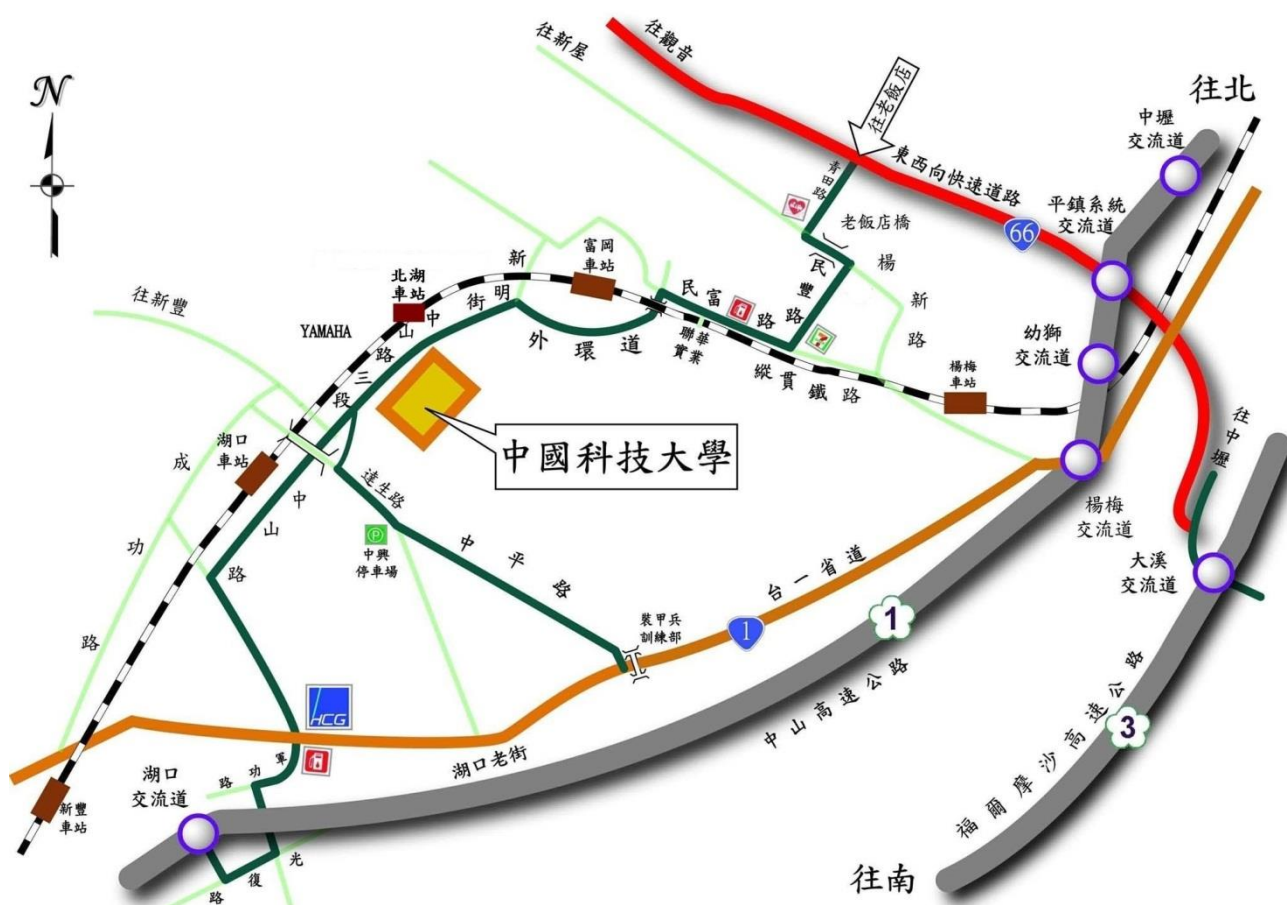 N
往新屋
往觀音
往老飯店
往北
中壢
交流道
東西向快速道路
青田路
老飯店橋
平鎮系統
交流道
66
民豐路
楊新路
幼獅
交流道
富岡
車站
北湖
車站
新明街
往新豐
YAMAHA
中山路三段
外環道
民富路
聯華
實業
7
縱貫鐵路
楊梅
車站
往中壢
湖口
車站
中國科技大學
成功路
中山路
達生路
P
中興
停車場
中平路
楊梅
交流道
大溪
交流道
台一省道
裝甲兵
訓練部
1
1
中山高速公路
福爾摩沙高速公路
3
HCG
湖口老街
軍功路
湖口
交流道
新豐
車站
復光路
往南